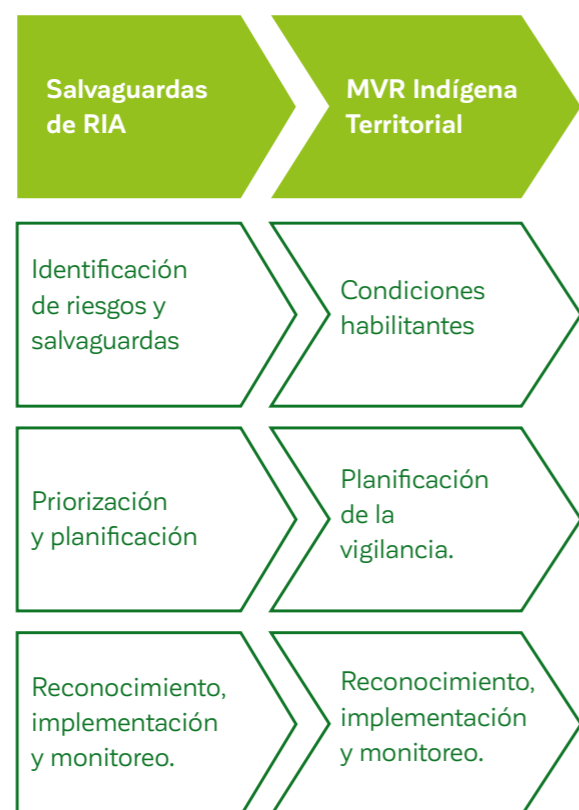 Salvaguardas
de RIA
MVR Indígena
Territorial
Identificación
de riesgos y
salvaguardas
Condiciones
habilitantes
Priorización
y planificación
Planificación
de la
vigilancia.
Reconocimiento,
implementación
y monitoreo.
Reconocimiento,
implementación
y monitoreo.